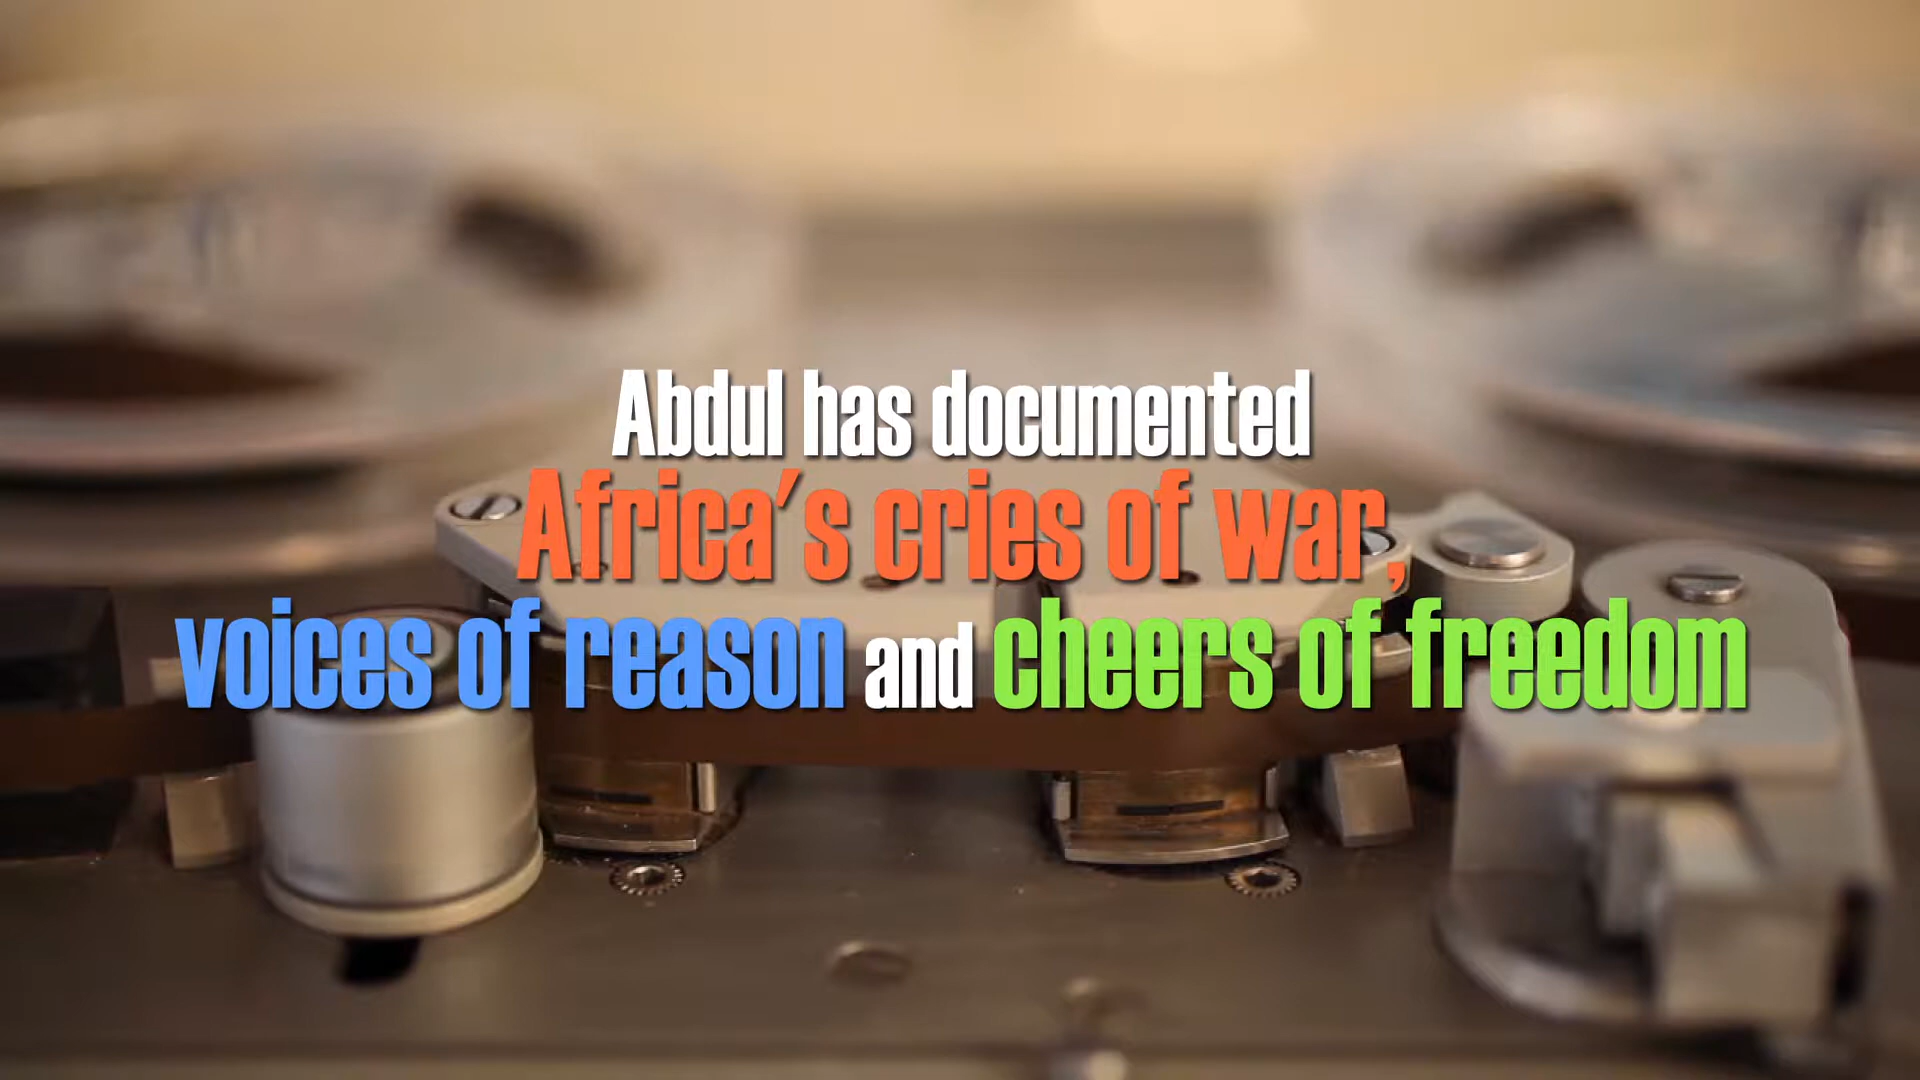 Abdul has documented
Africa's cries of war,
voices of reason and cheers of freedom